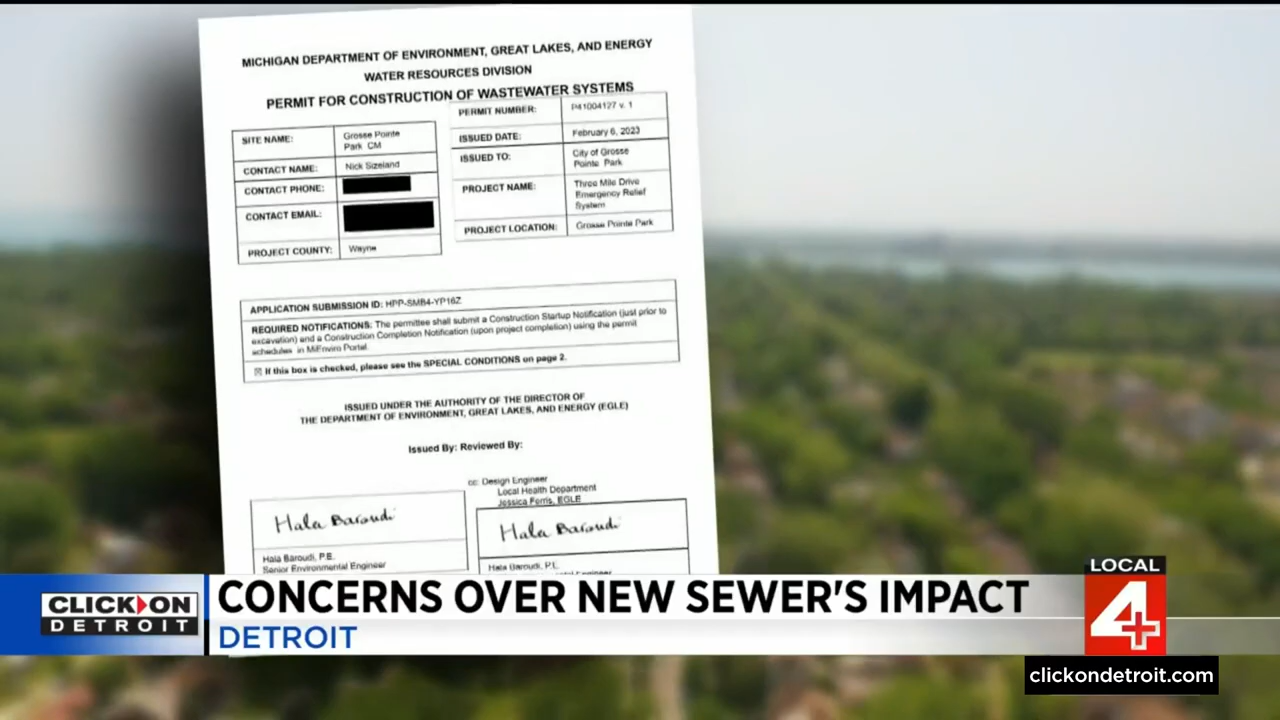 MICHIGAN DEPARTMENT OF ENVIRONMENT, GREAT LAKES, AND ENERGY
WATER RESOURCES DIVISION
PERMIT FOR CONSTRUCTION OF WASTEWATER SYSTEMS
SITE NAME: Grosse Pointe
Park CM
CONTACT NAME: Nick Sizeland
CONTACT PHONE:
CONTACT EMAIL:
PROJECT COUNTY: Wayne
PERMIT NUMBER: P41004127 v. 1
ISSUED DATE: February 6, 2023
ISSUED TO: City of Grosse
Pointe Park
PROJECT NAME: Three Mile Drive
Emergency Relief
System
PROJECT LOCATION: Grosse Pointe Park
APPLICATION SUBMISSION ID: HPP-SMB4-YP16Z
REQUIRED NOTIFICATIONS: The permittee shall submit a Construction Startup Notification (just prior to
excavation) and a Construction Completion Notification (upon project completion) using the permit
schedules in MiEnviro Portal.
☒ If this box is checked, please see the SPECIAL CONDITIONS on page 2.
ISSUED UNDER THE AUTHORITY OF THE DIRECTOR OF
THE DEPARTMENT OF ENVIRONMENT, GREAT LAKES, AND ENERGY (EGLE)
Issued By: Reviewed By:
cc: Design Engineer
Local Health Department
Jessica Ferris, EGLE
Hala Baroudi
Hala Baroudi, P.E.
Senior Environmental Engineer
Hala Baroudi
Hala Baroudi, P.E.
CLICK ON
DETROIT
CONCERNS OVER NEW SEWER'S IMPACT
DETROIT
LOCAL
4+
clickondetroit.com